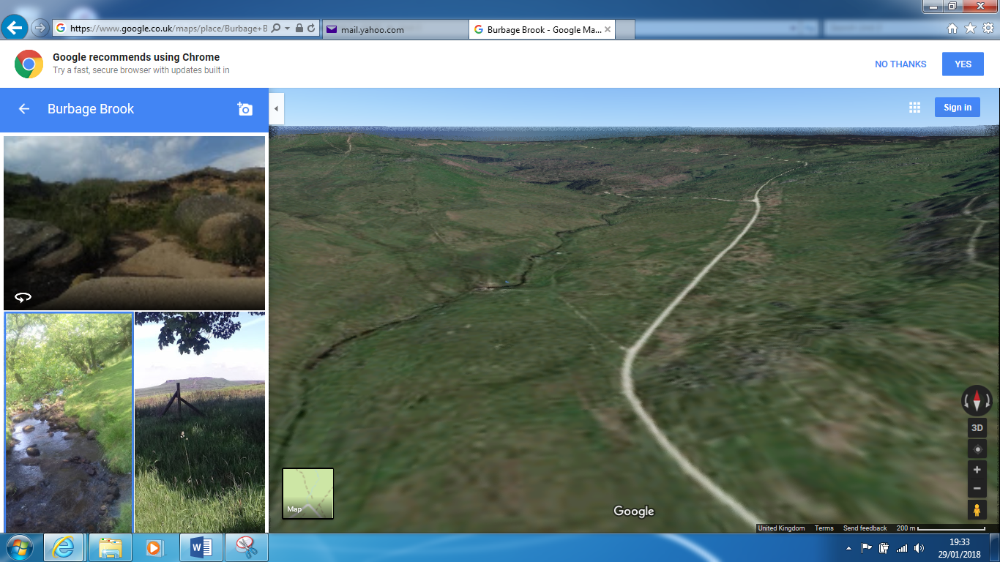 https://www.google.co.uk/maps/place/Burbage+B
mail.yahoo.com
Burbage Brook - Google Ma...
Google recommends using Chrome
Try a fast, secure browser with updates built in
NO THANKS
YES
Burbage Brook
Sign in
3D
Map
Google
United Kingdom Terms Send feedback 200 m
19:33
29/01/2018